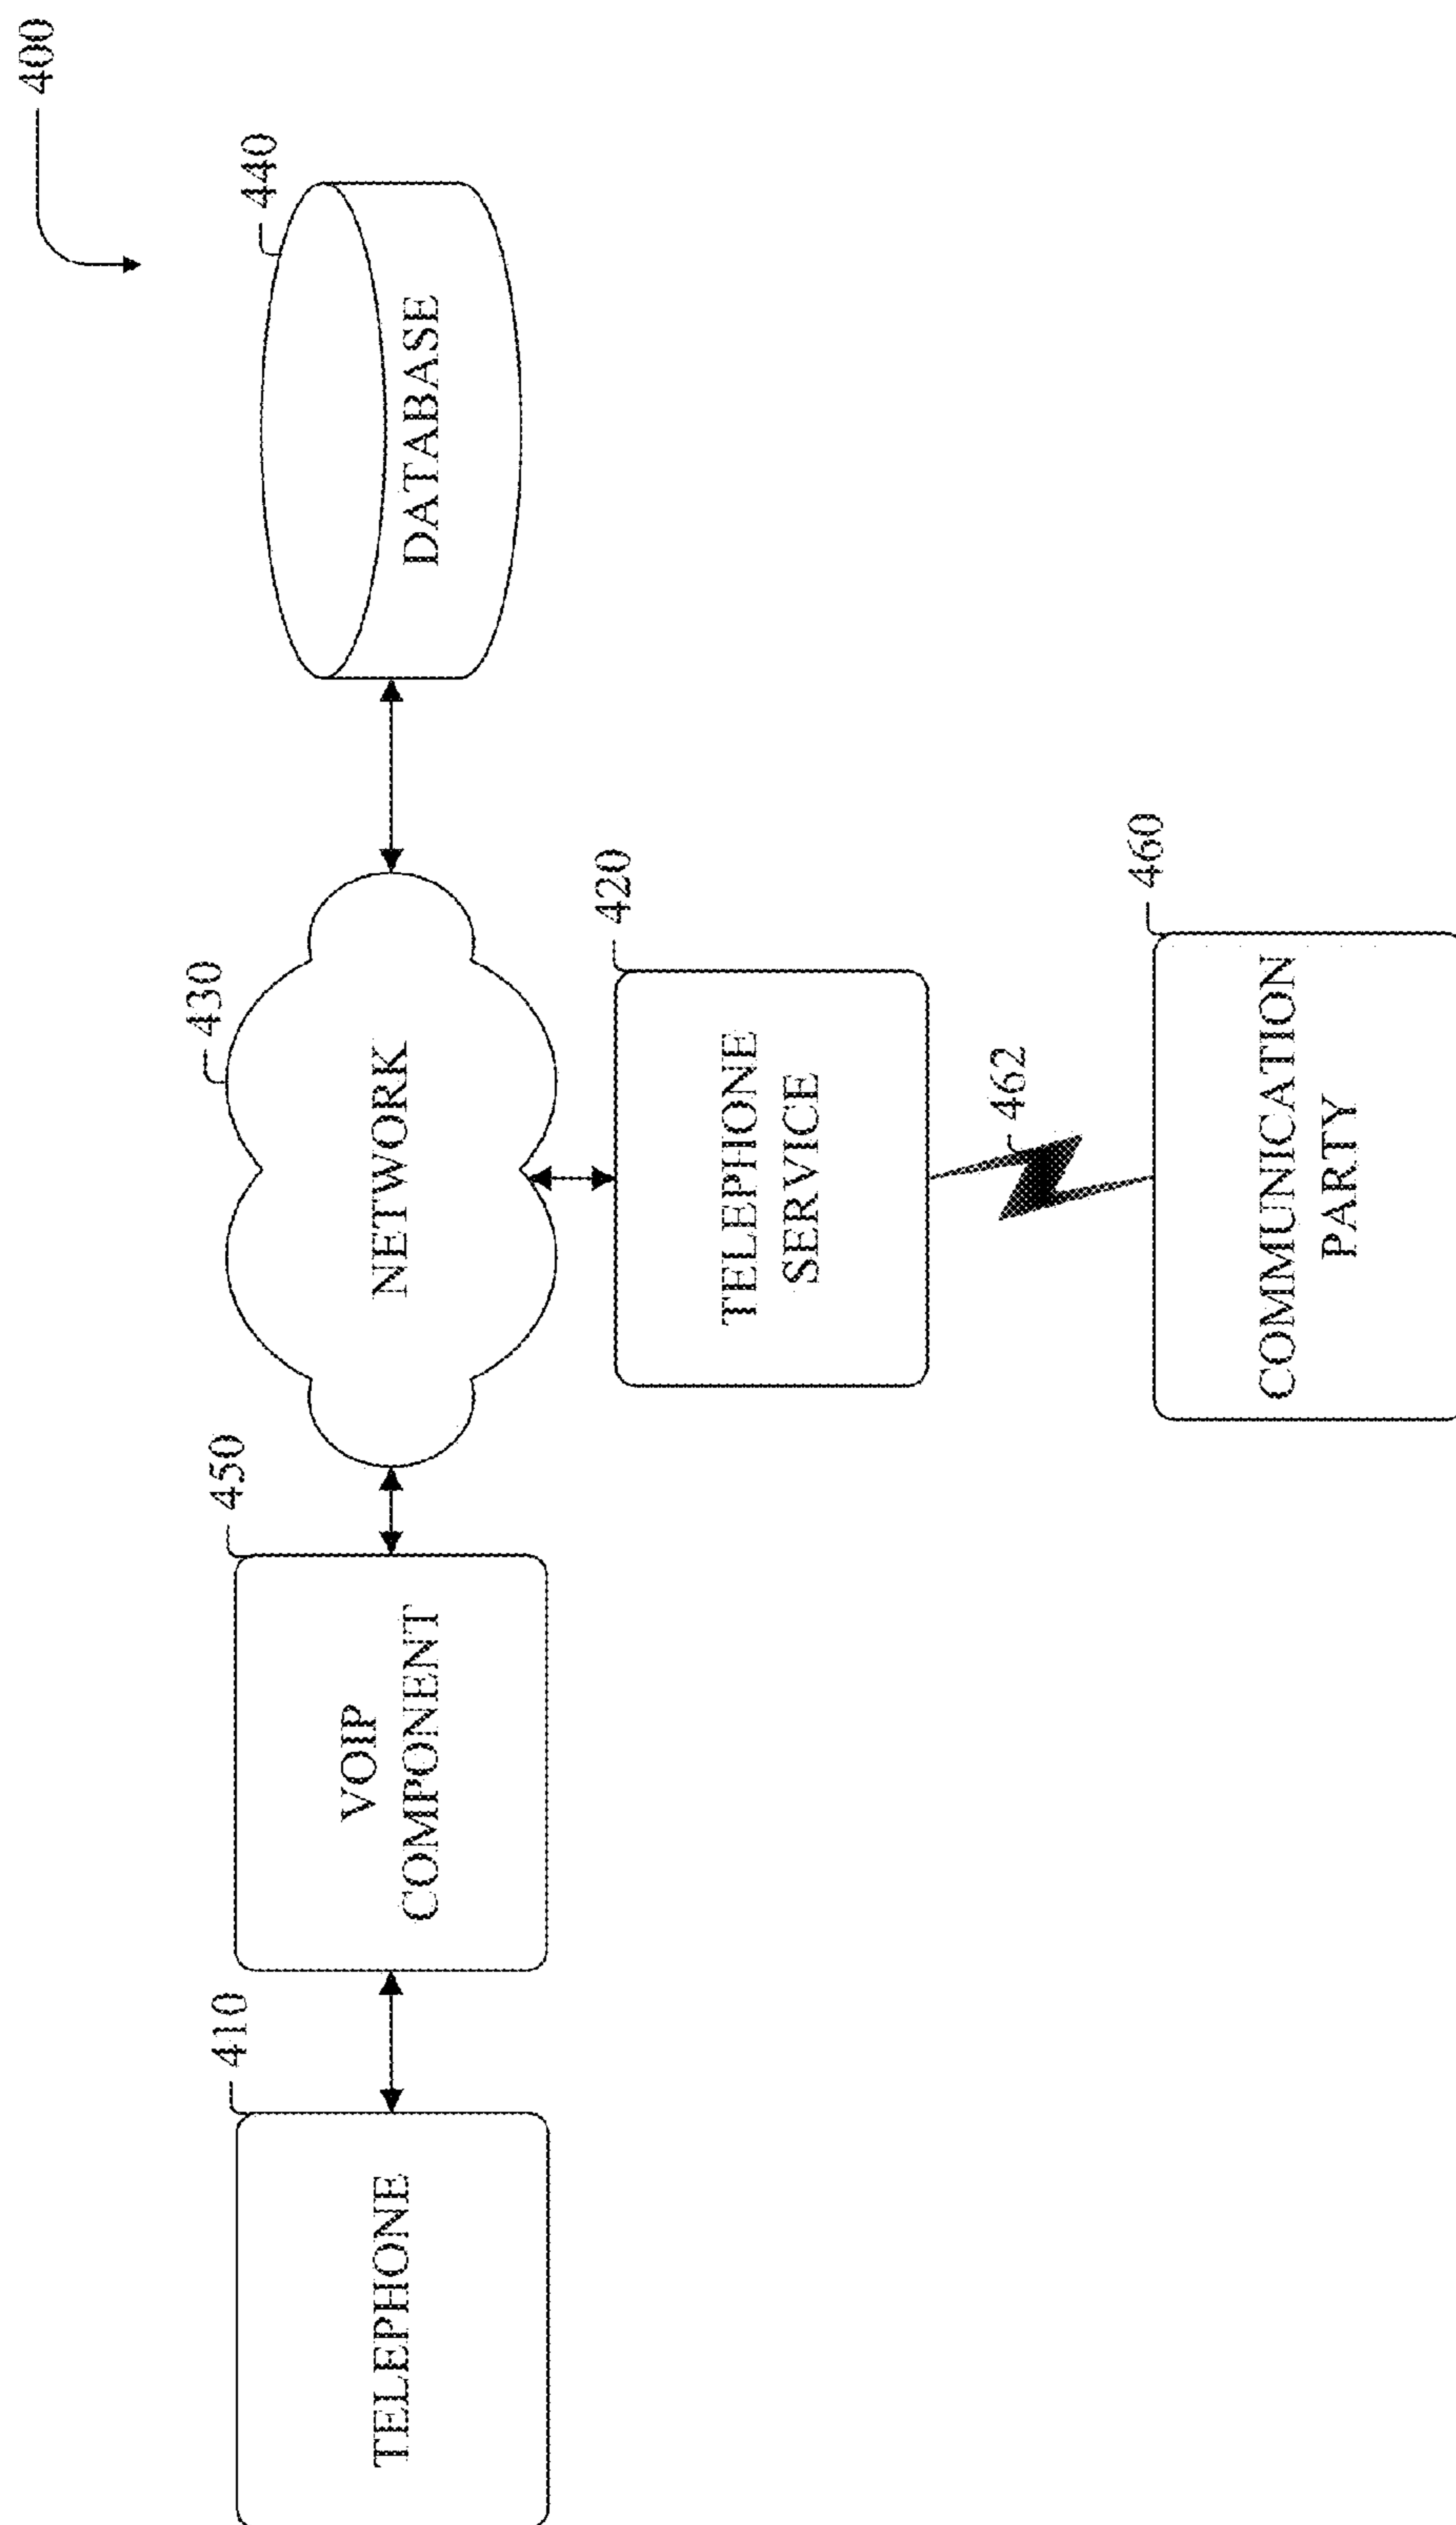 400
410
TELEPHONE
450
VOIP
COMPONENT
430
NETWORK
440
DATABASE
420
TELEPHONE
SERVICE
462
460
COMMUNICATION
PARTY